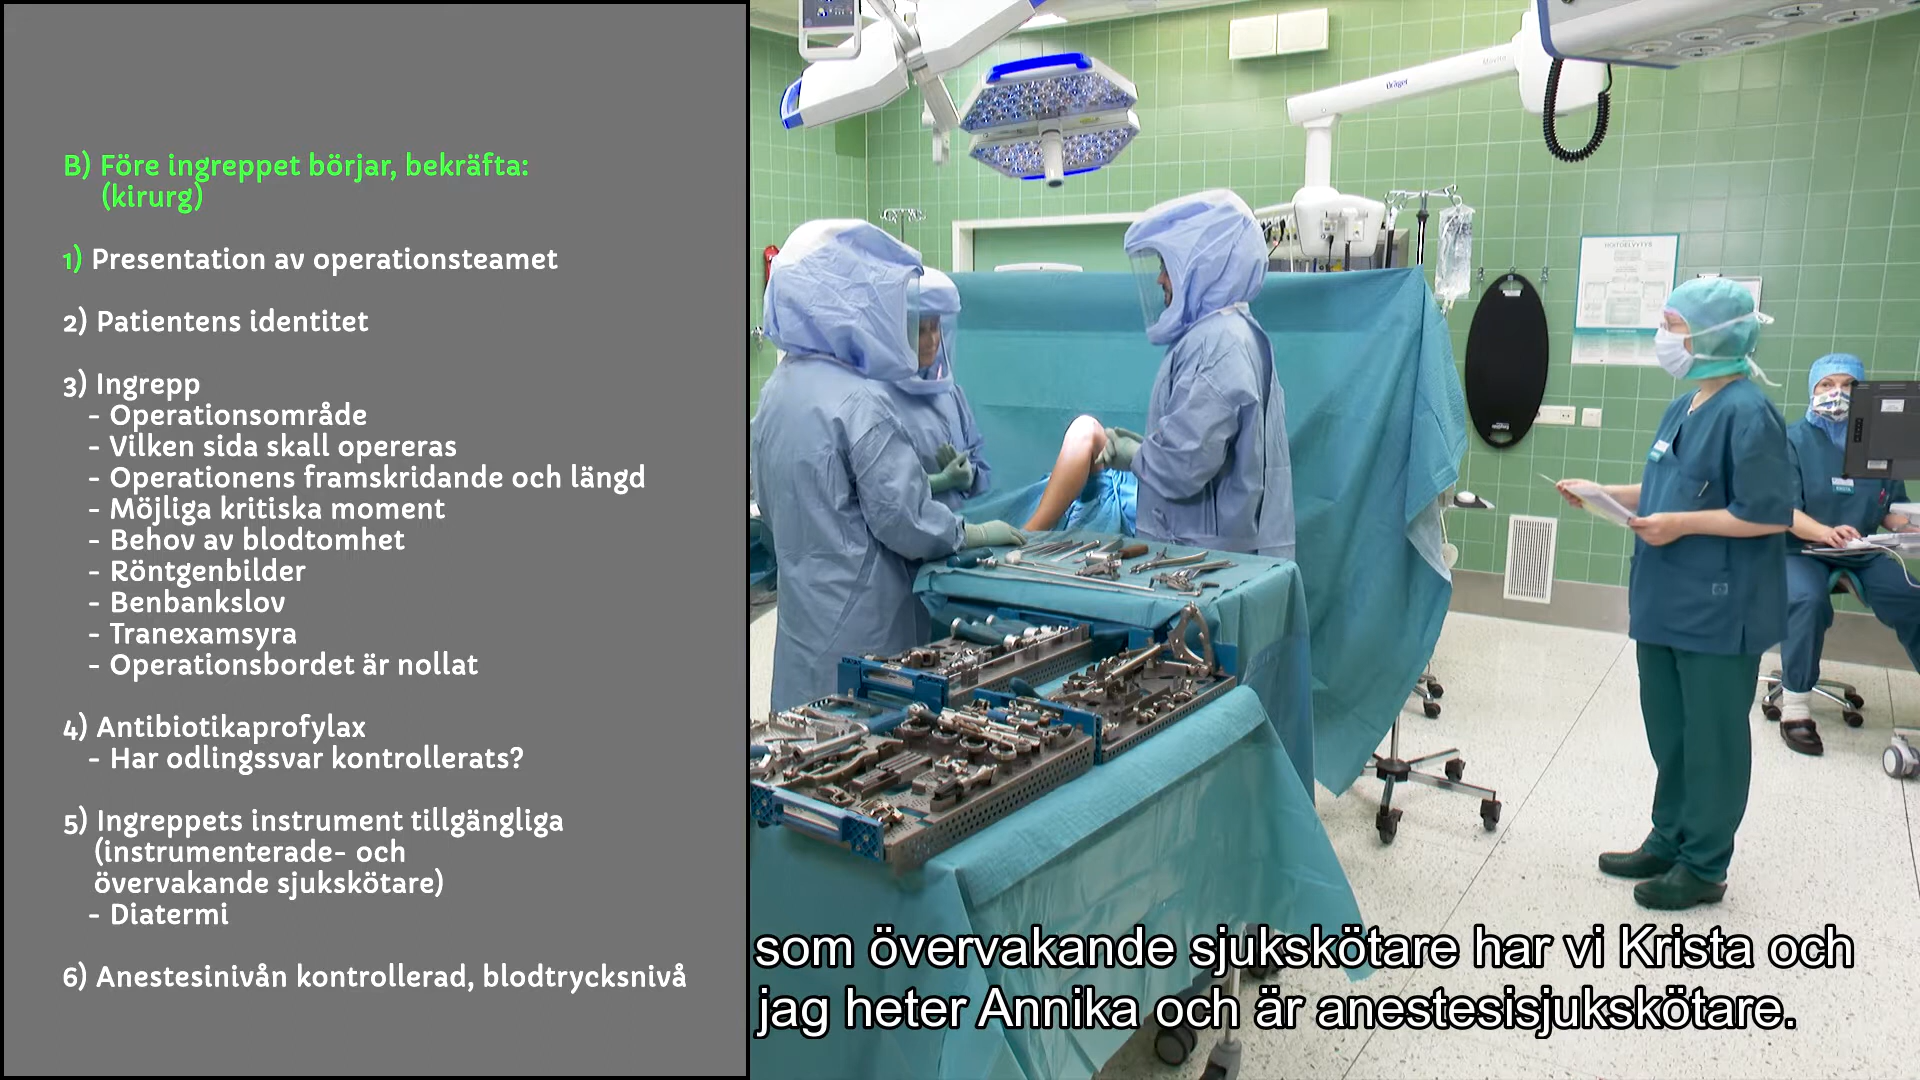 B) Före ingreppet börjar, bekräfta:
(kirurg)
1) Presentation av operationsteamet
2) Patientens identitet
3) Ingrepp
- Operationsområde
- Vilken sida skall opereras
- Operationens framskridande och längd
- Möjliga kritiska moment
- Behov av blodtomhet
- Röntgenbilder
- Benbankslov
- Tranexamsyra
- Operationsbordet är nollat
4) Antibiotikaprofylax
- Har odlingssvar kontrollerats?
5) Ingreppets instrument tillgängliga
(instrumenterade- och
övervakande sjukskötare)
- Diatermi
6) Anestesinivån kontrollerad, blodtrycksnivå
Dräger
Movita
som övervakande sjukskötare har vi Krista och
jag heter Annika och är anestesisjukskötare.